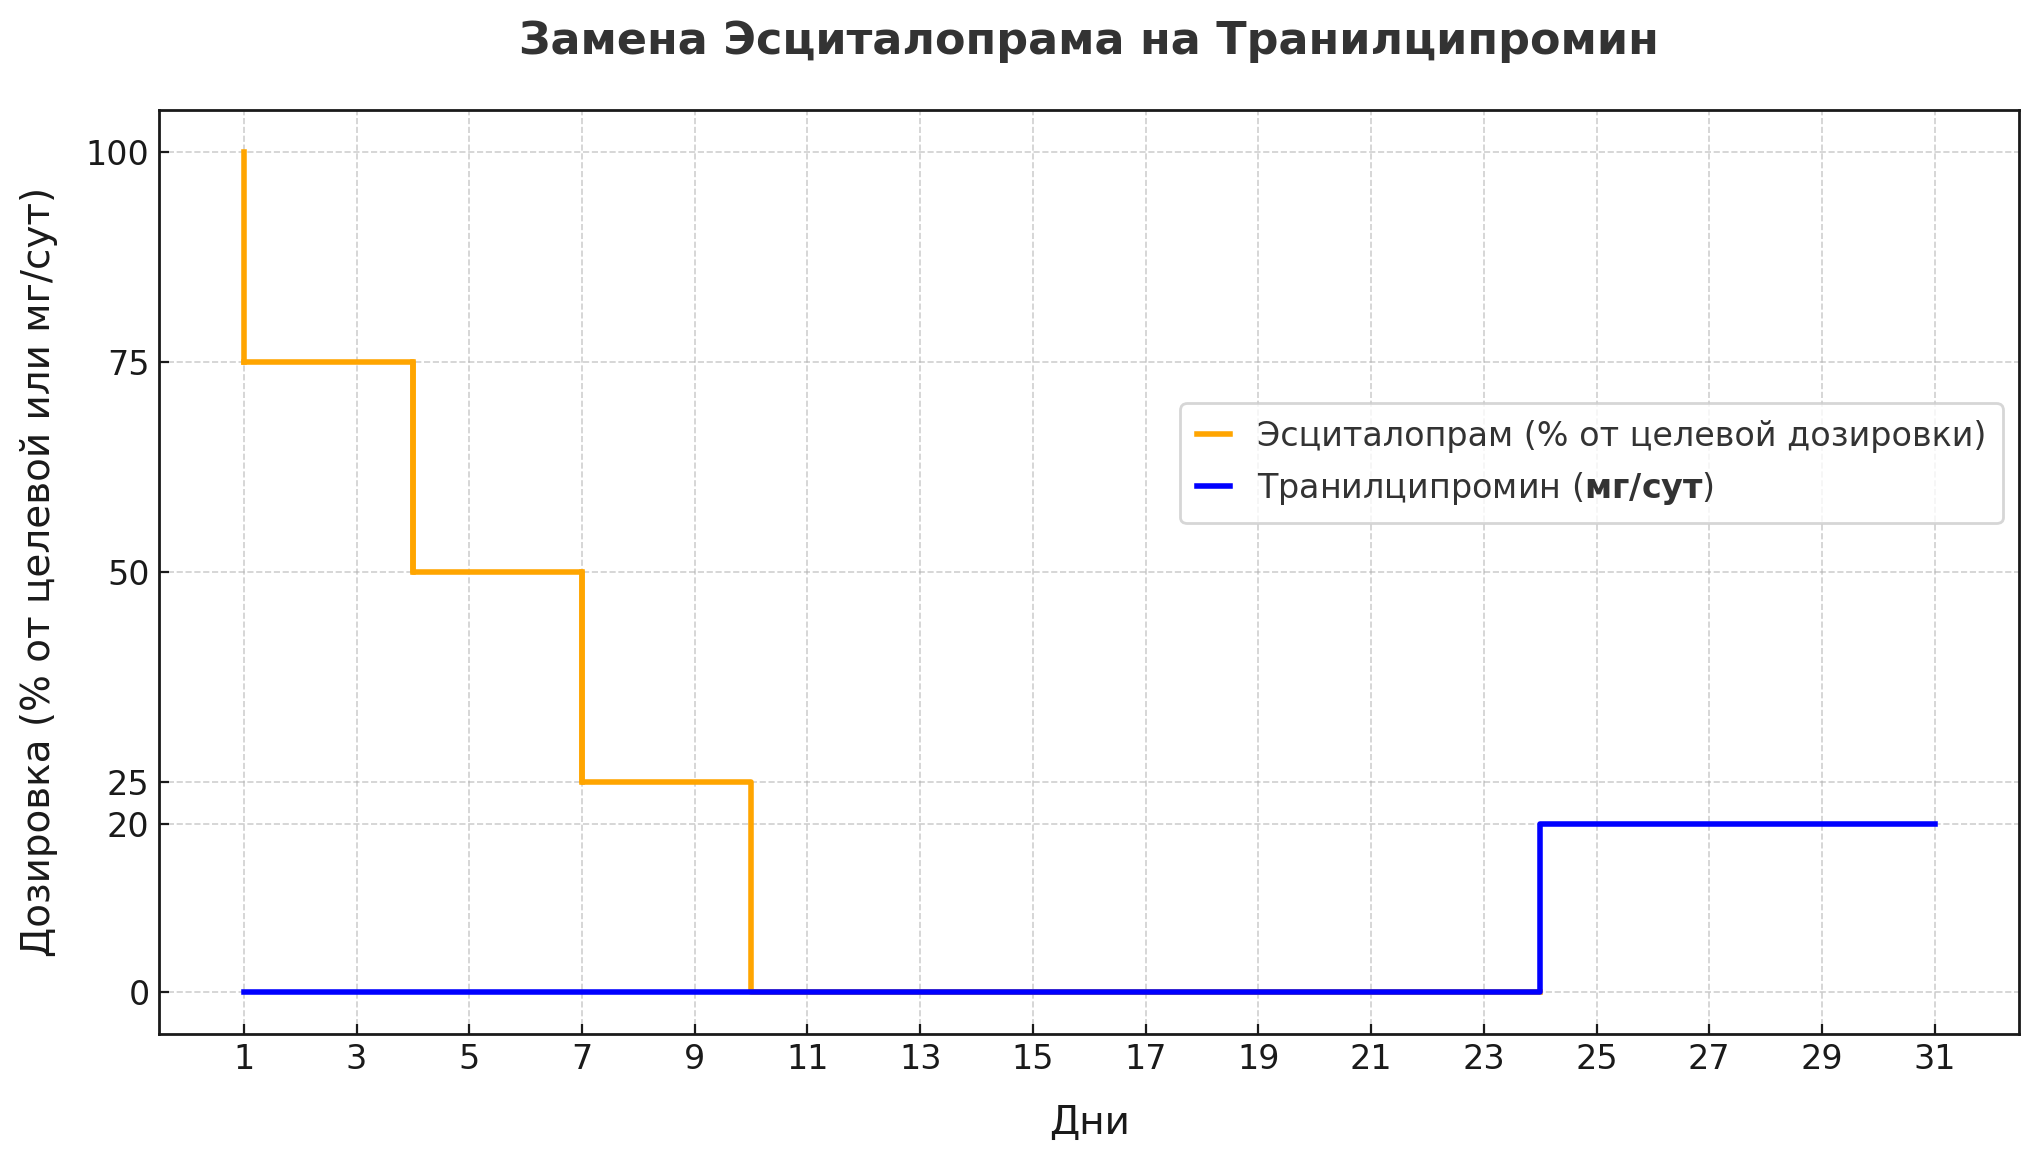 Замена Эсциталопрама на Транилципромин
Дозировка (% от целевой или мг/сут)
100
75
50
25
20
0
Эсциталопрам (% от целевой дозировки)
Транилципромин (мг/сут)
1 3 5 7 9 11 13 15 17 19 21 23 25 27 29 31
Дни